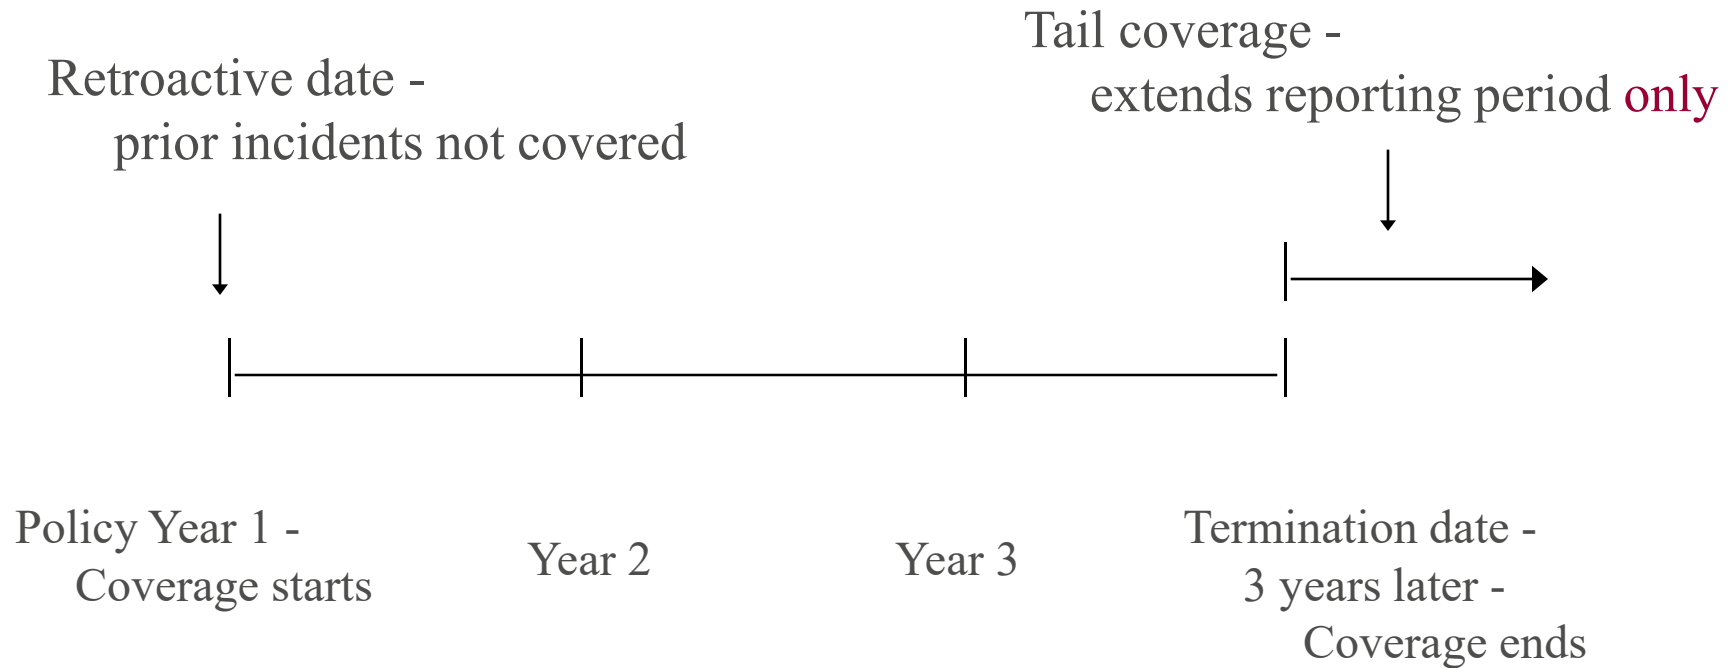 Retroactive date -
prior incidents not covered
Tail coverage -
extends reporting period only
Policy Year 1 -
Coverage starts
Year 2
Year 3
Termination date -
3 years later -
Coverage ends